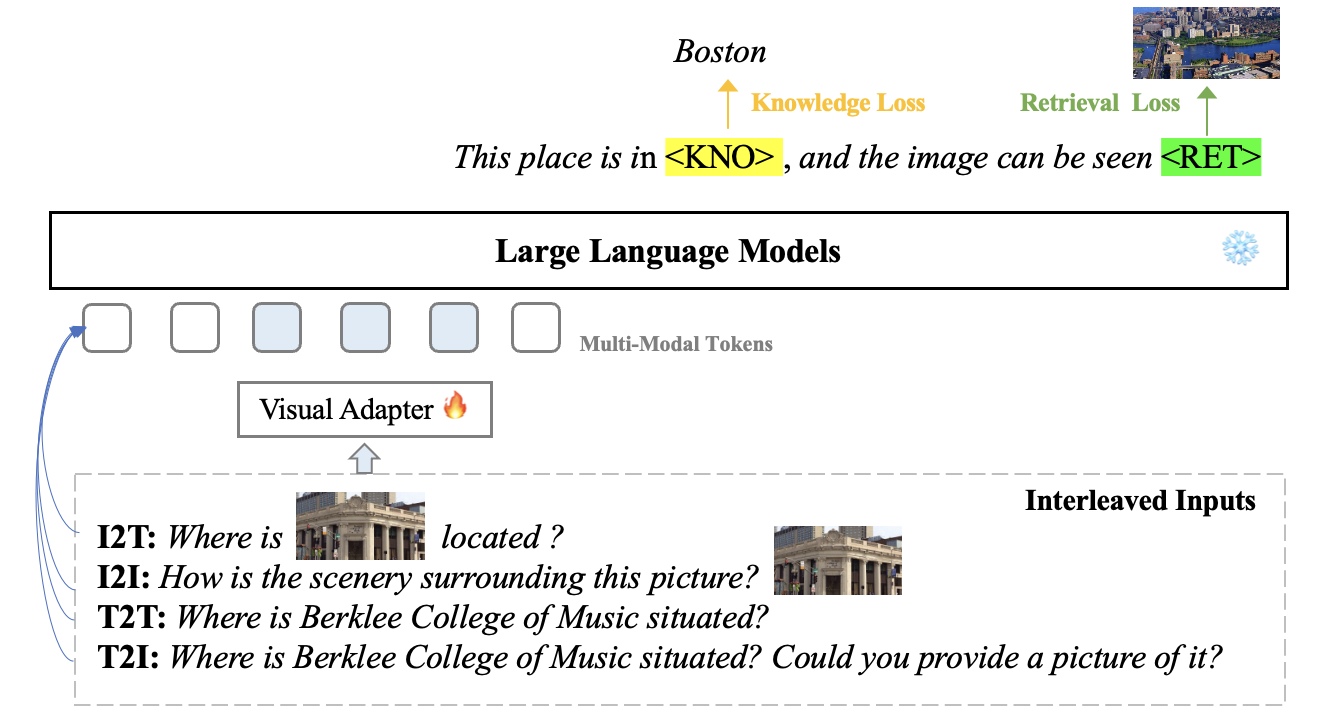 Boston
Knowledge Loss
Retrieval Loss
This place is in <KNO> , and the image can be seen <RET>
Large Language Models
Multi-Modal Tokens
Visual Adapter
Interleaved Inputs
I2T: Where is located ?
I2I: How is the scenery surrounding this picture?
T2T: Where is Berklee College of Music situated?
T2I: Where is Berklee College of Music situated? Could you provide a picture of it?